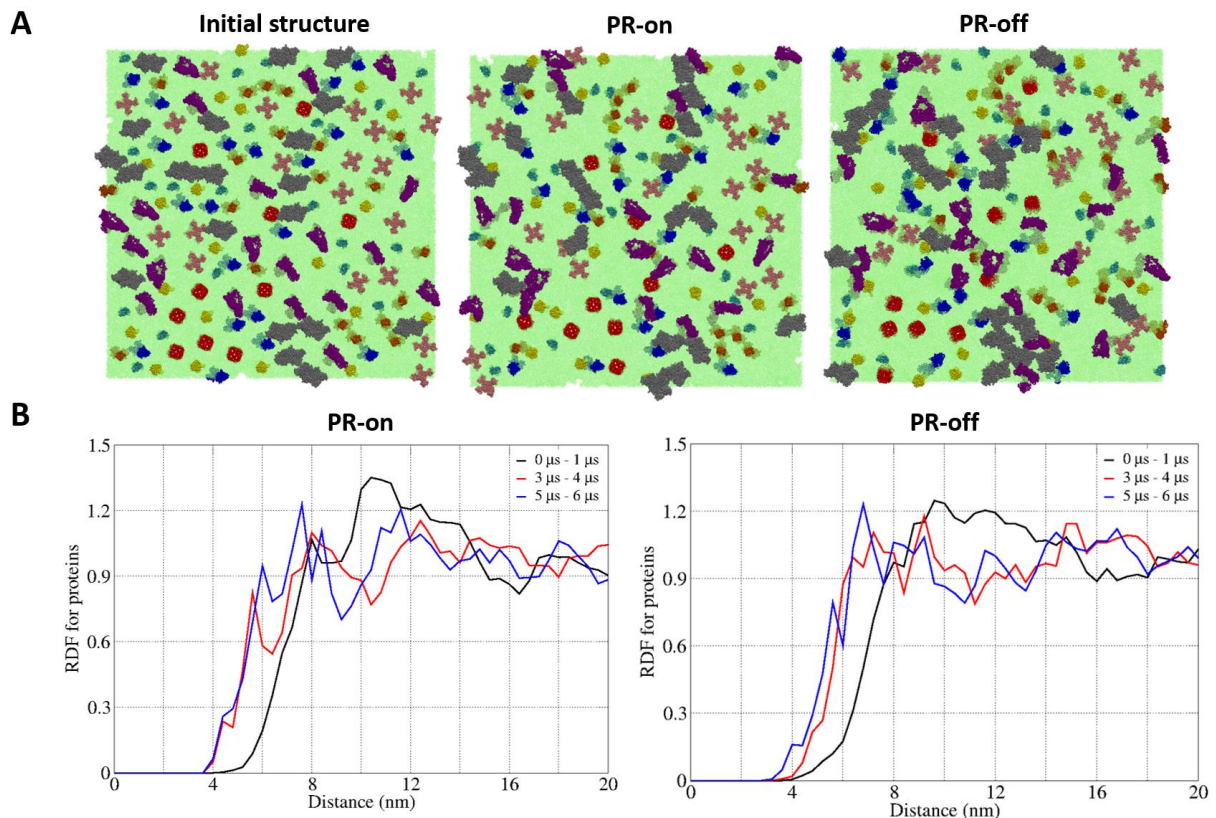 A
Initial structure
PR-on
PR-off
B
PR-on
1.5
1.2
0.9
0.6
0.3
0
RDF for proteins
0 µs - 1 µs
3 µs - 4 µs
5 µs - 6 µs
0 4 8 12 16 20
Distance (nm)
PR-off
1.5
1.2
0.9
0.6
0.3
0
RDF for proteins
0 µs - 1 µs
3 µs - 4 µs
5 µs - 6 µs
0 4 8 12 16 20
Distance (nm)